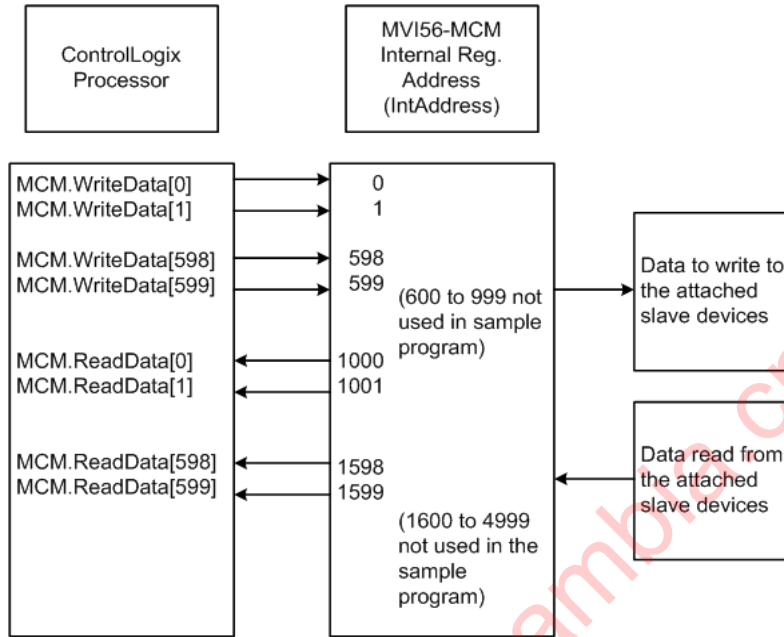 ControlLogix
Processor
MVI56-MCM
Internal Reg.
Address
(IntAddress)
MCM.WriteData[0]
MCM.WriteData[1]
MCM.WriteData[598]
MCM.WriteData[599]
MCM.ReadData[0]
MCM.ReadData[1]
MCM.ReadData[598]
MCM.ReadData[599]
0
1
598
599
(600 to 999 not
used in sample
program)
1000
1001
1598
1599
(1600 to 4999
not used in the
sample
program)
Data to write to
the attached
slave devices
Data read from
the attached
slave devices